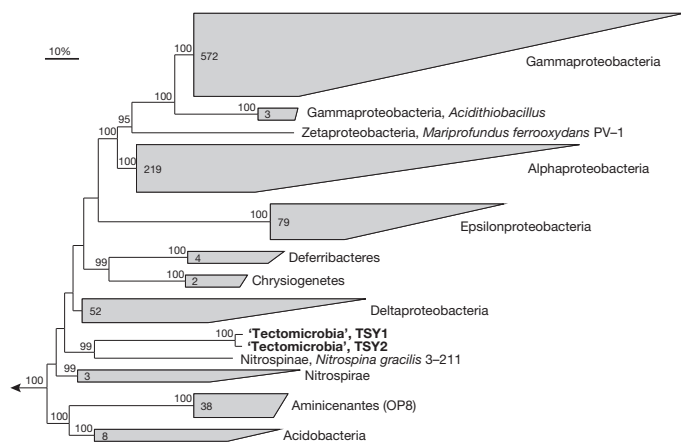 10%
100
572
Gammaproteobacteria
100
100
3
Gammaproteobacteria, Acidithiobacillus
95
Zetaproteobacteria, Mariprofundus ferrooxydans PV–1
100
100
219
Alphaproteobacteria
100
79
Epsilonproteobacteria
100
4
Deferribacteres
99
100
2
Chrysiogenetes
52
Deltaproteobacteria
100
'Tectomicrobia', TSY1
'Tectomicrobia', TSY2
99
Nitrospinae, Nitrospina gracilis 3–211
99
3
Nitrospirae
100
100
38
Aminicenantes (OP8)
100
100
8
Acidobacteria